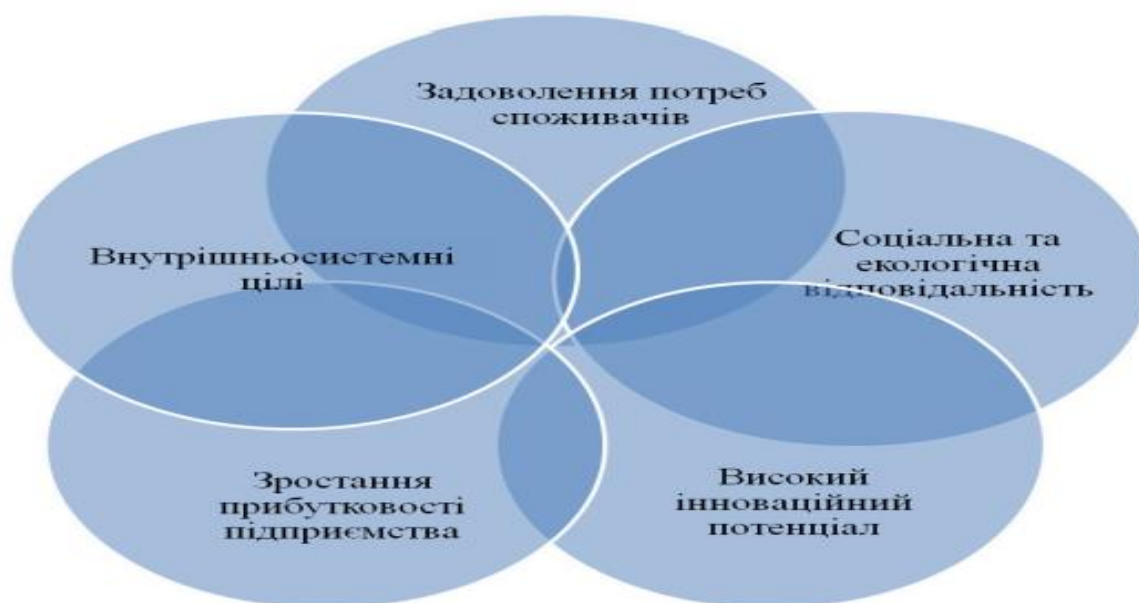 Задоволення потреб
споживачів
Соціальна та
екологічна
відповідальність
Високий
інноваційний
потенціал
Зростання
прибутковості
підприємства
Внутрішньосистемні
цілі